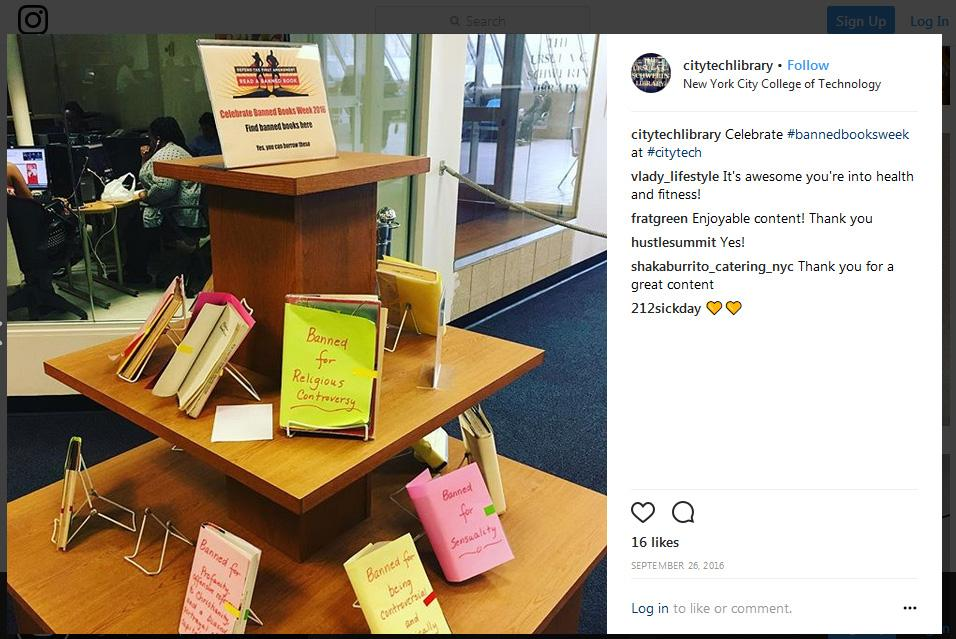 Search
Sign Up
Log In
DEFEND THE FIRST AMENDMENT
READ A BANNED BOOK
Celebrate Banned Books Week 2016
Find banned books here
Yes, you can borrow these
THE
URSULA C.
SCHWERIN
LIBRARY
Banned
for
Religious
Controversy
Banned
for
Sensuality
Banned for
Profanity,
Banned for
being
controversial
and
citytechlibrary • Follow
New York City College of Technology
citytechlibrary Celebrate #bannedbooksweek
at #citytech
vlady_lifestyle It's awesome you're into health
and fitness!
fratgreen Enjoyable content! Thank you
hustlesummit Yes!
shakaburrito_catering_nyc Thank you for a
great content
212sickday 💛💛
16 likes
SEPTEMBER 26, 2016
Log in to like or comment.